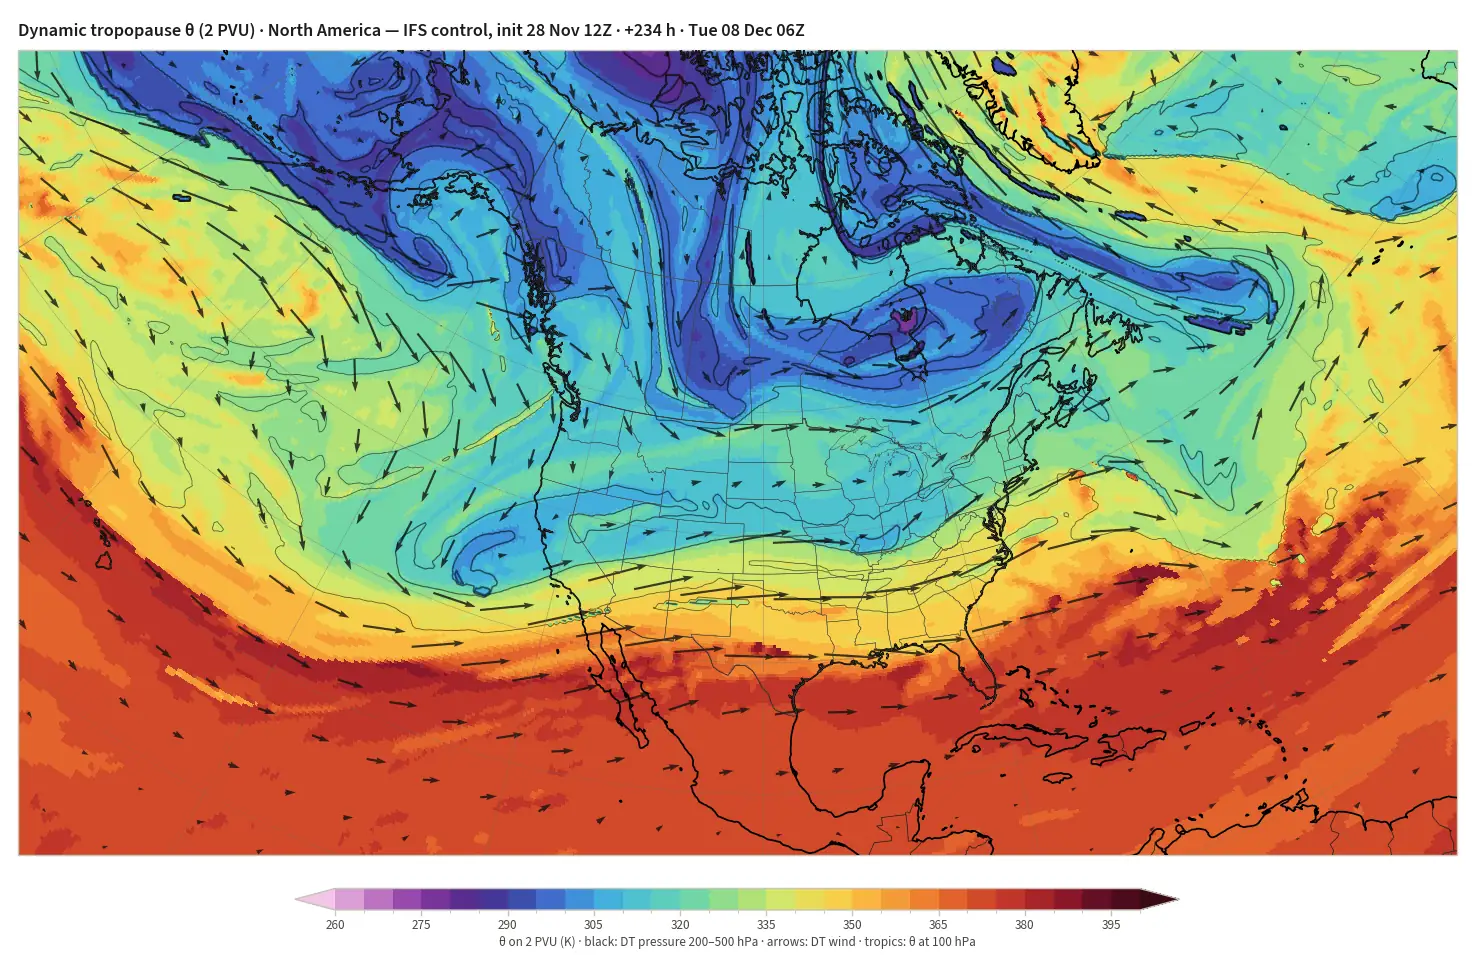 Dynamic tropopause θ (2 PVU) · North America — IFS control, init 28 Nov 12Z · +234 h · Tue 08 Dec 06Z
260 275 290 305 320 335 350 365 380 395
θ on 2 PVU (K) · black: DT pressure 200–500 hPa · arrows: DT wind · tropics: θ at 100 hPa